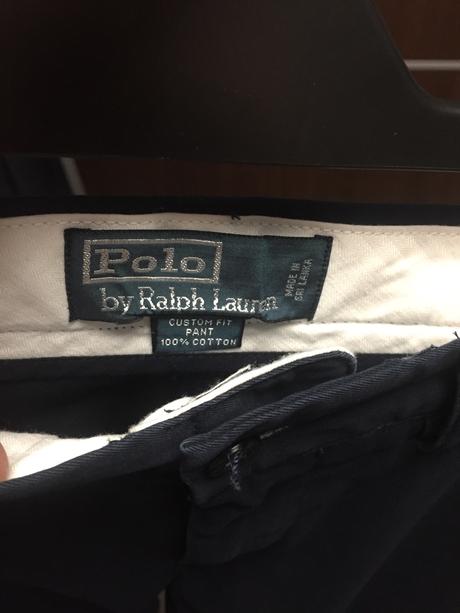 Polo
by Ralph Lauren
MADE IN
SRI LANKA
CUSTOM FIT
PANT
100% COTTON